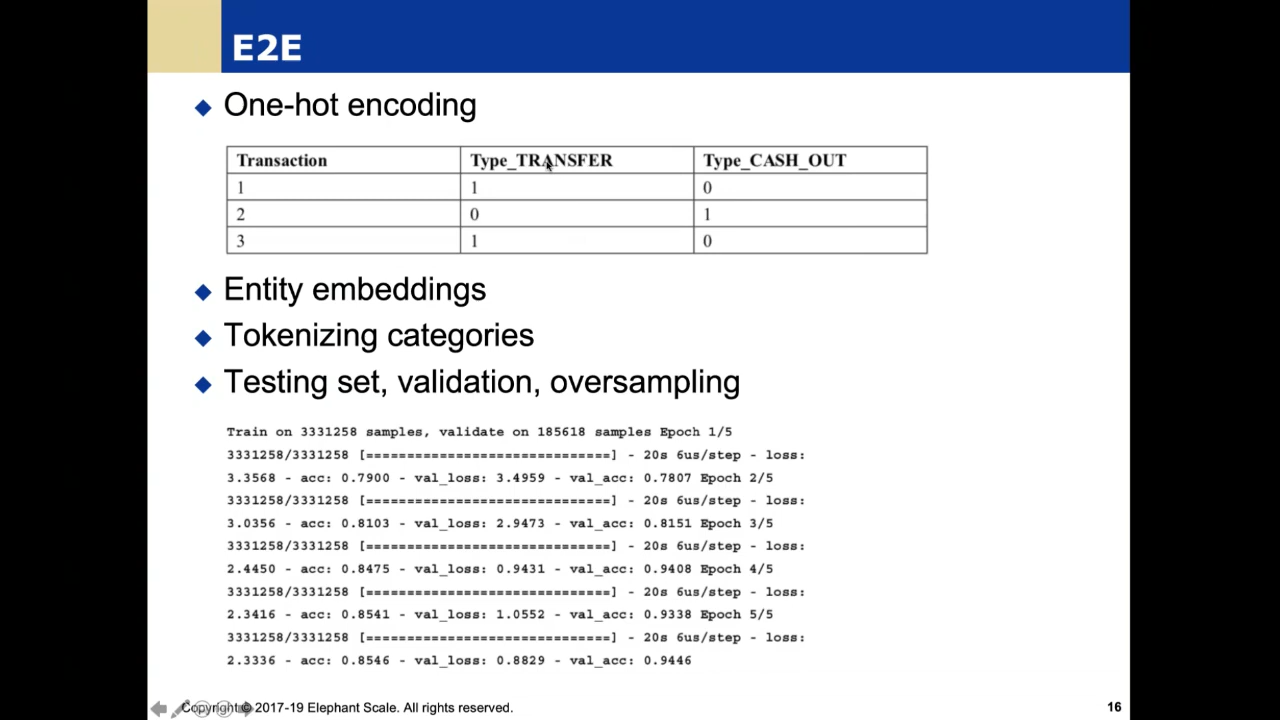 E2E
One-hot encoding
Transaction Type_TRANSFER Type_CASH_OUT
1 1 0
2 0 1
3 1 0
Entity embeddings
Tokenizing categories
Testing set, validation, oversampling
Train on 3331258 samples, validate on 185618 samples Epoch 1/5
3331258/3331258 [==============================] - 20s 6us/step - loss:
3.3568 - acc: 0.7900 - val_loss: 3.4959 - val_acc: 0.7807 Epoch 2/5
3331258/3331258 [==============================] - 20s 6us/step - loss:
3.0356 - acc: 0.8103 - val_loss: 2.9473 - val_acc: 0.8151 Epoch 3/5
3331258/3331258 [==============================] - 20s 6us/step - loss:
2.4450 - acc: 0.8475 - val_loss: 0.9431 - val_acc: 0.9408 Epoch 4/5
3331258/3331258 [==============================] - 20s 6us/step - loss:
2.3416 - acc: 0.8541 - val_loss: 1.0552 - val_acc: 0.9338 Epoch 5/5
3331258/3331258 [==============================] - 20s 6us/step - loss:
2.3336 - acc: 0.8546 - val_loss: 0.8829 - val_acc: 0.9446
Copyright © 2017-19 Elephant Scale. All rights reserved. 16